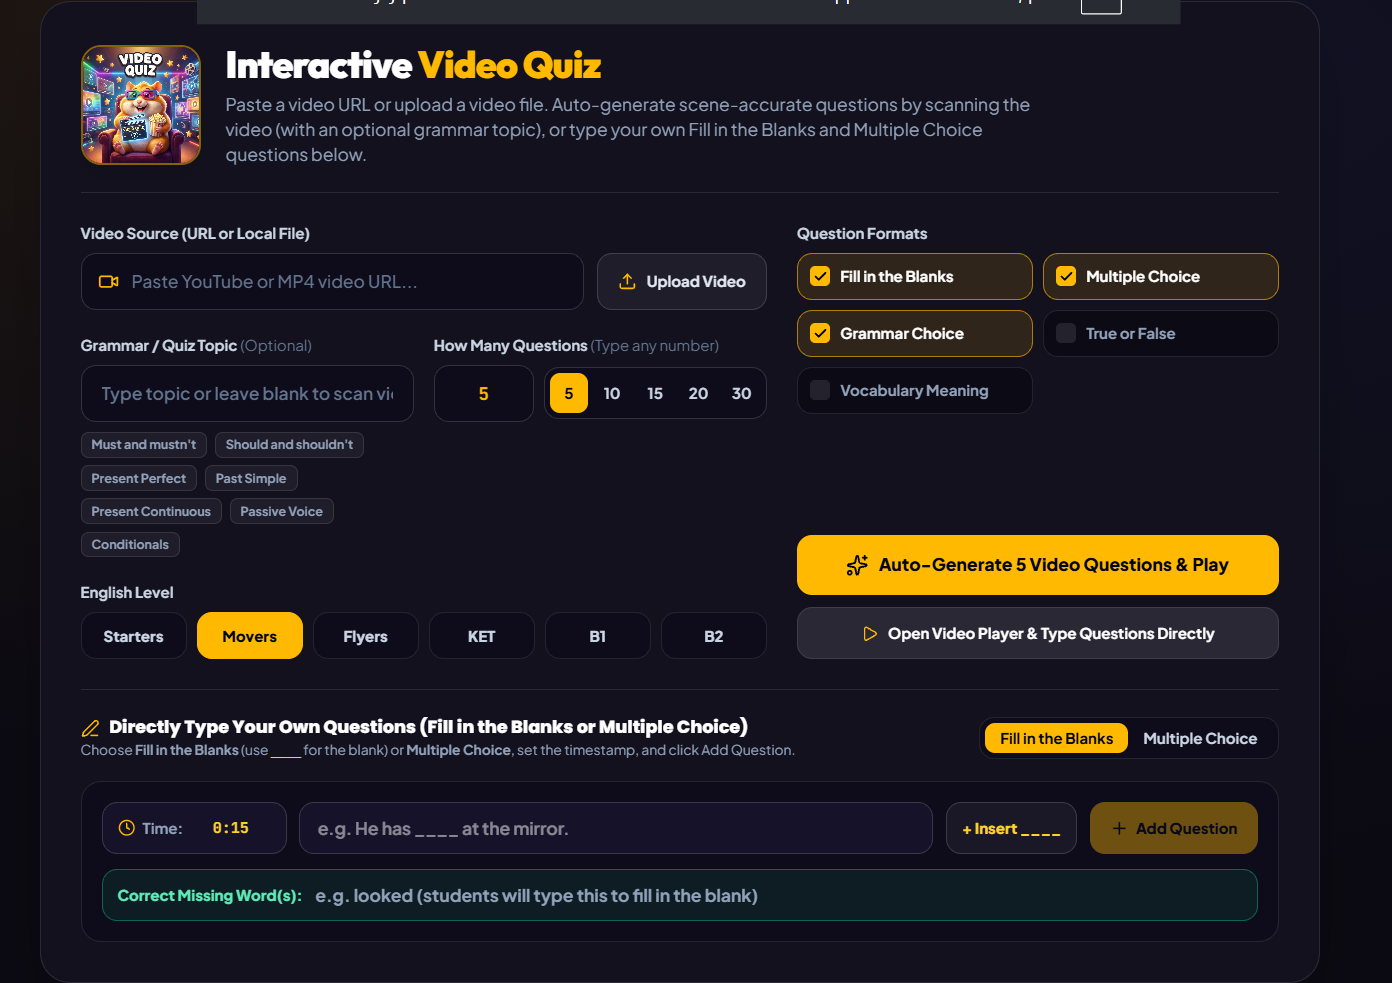 VIDEO
QUIZ
Interactive Video Quiz
Paste a video URL or upload a video file. Auto-generate scene-accurate questions by scanning the
video (with an optional grammar topic), or type your own Fill in the Blanks and Multiple Choice
questions below.
Video Source (URL or Local File)
Paste YouTube or MP4 video URL...
Upload Video
Grammar / Quiz Topic (Optional)
Type topic or leave blank to scan vi
Must and mustn't
Should and shouldn't
Present Perfect
Past Simple
Present Continuous
Passive Voice
Conditionals
How Many Questions (Type any number)
5
5 10 15 20 30
English Level
Starters
Movers
Flyers
KET
B1
B2
Question Formats
Fill in the Blanks
Multiple Choice
Grammar Choice
True or False
Vocabulary Meaning
Auto-Generate 5 Video Questions & Play
Open Video Player & Type Questions Directly
Directly Type Your Own Questions (Fill in the Blanks or Multiple Choice)
Choose Fill in the Blanks (use ____ for the blank) or Multiple Choice, set the timestamp, and click Add Question.
Fill in the Blanks
Multiple Choice
Time: 0:15
e.g. He has ____ at the mirror.
+ Insert ____
+ Add Question
Correct Missing Word(s): e.g. looked (students will type this to fill in the blank)